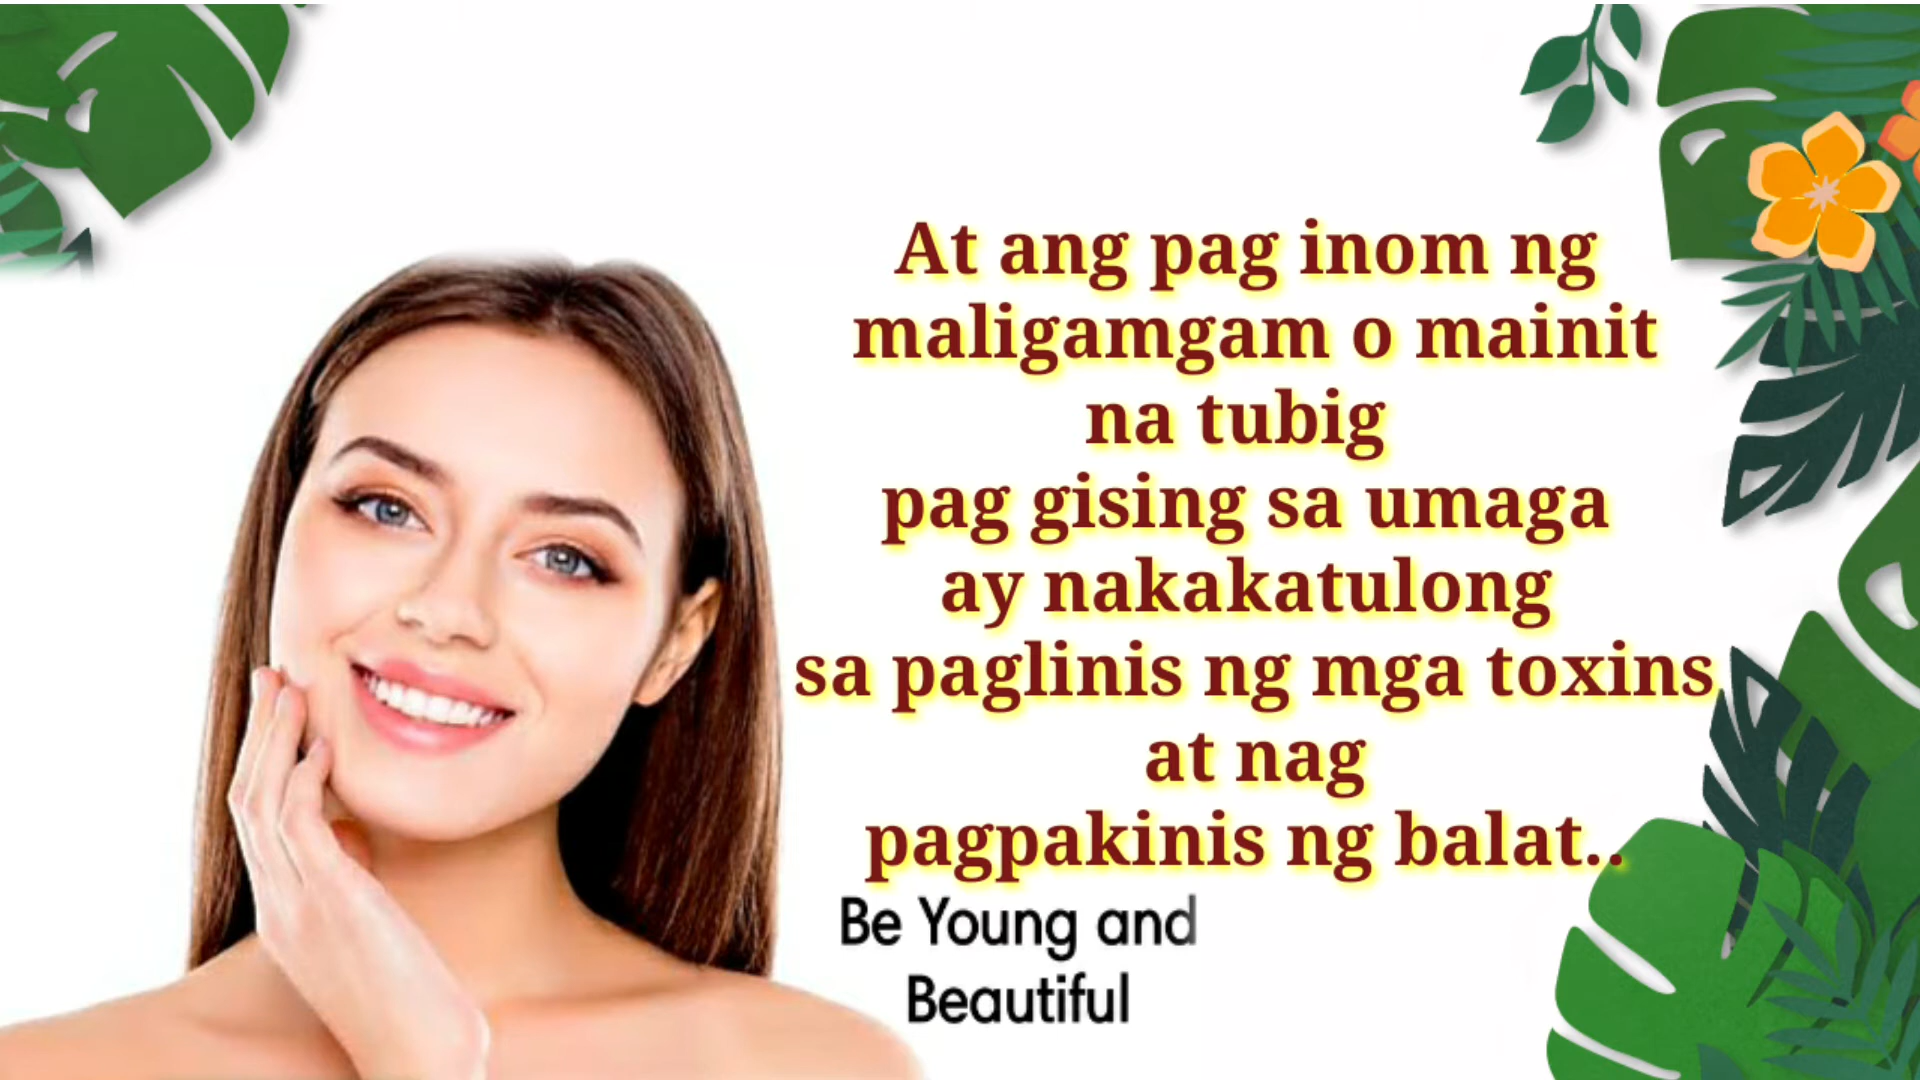 At ang pag inom ng
maligamgam o mainit
na tubig
pag gising sa umaga
ay nakakatulong
sa paglinis ng mga toxins
at nag
pagpakinis ng balat..
Be Young and
Beautiful